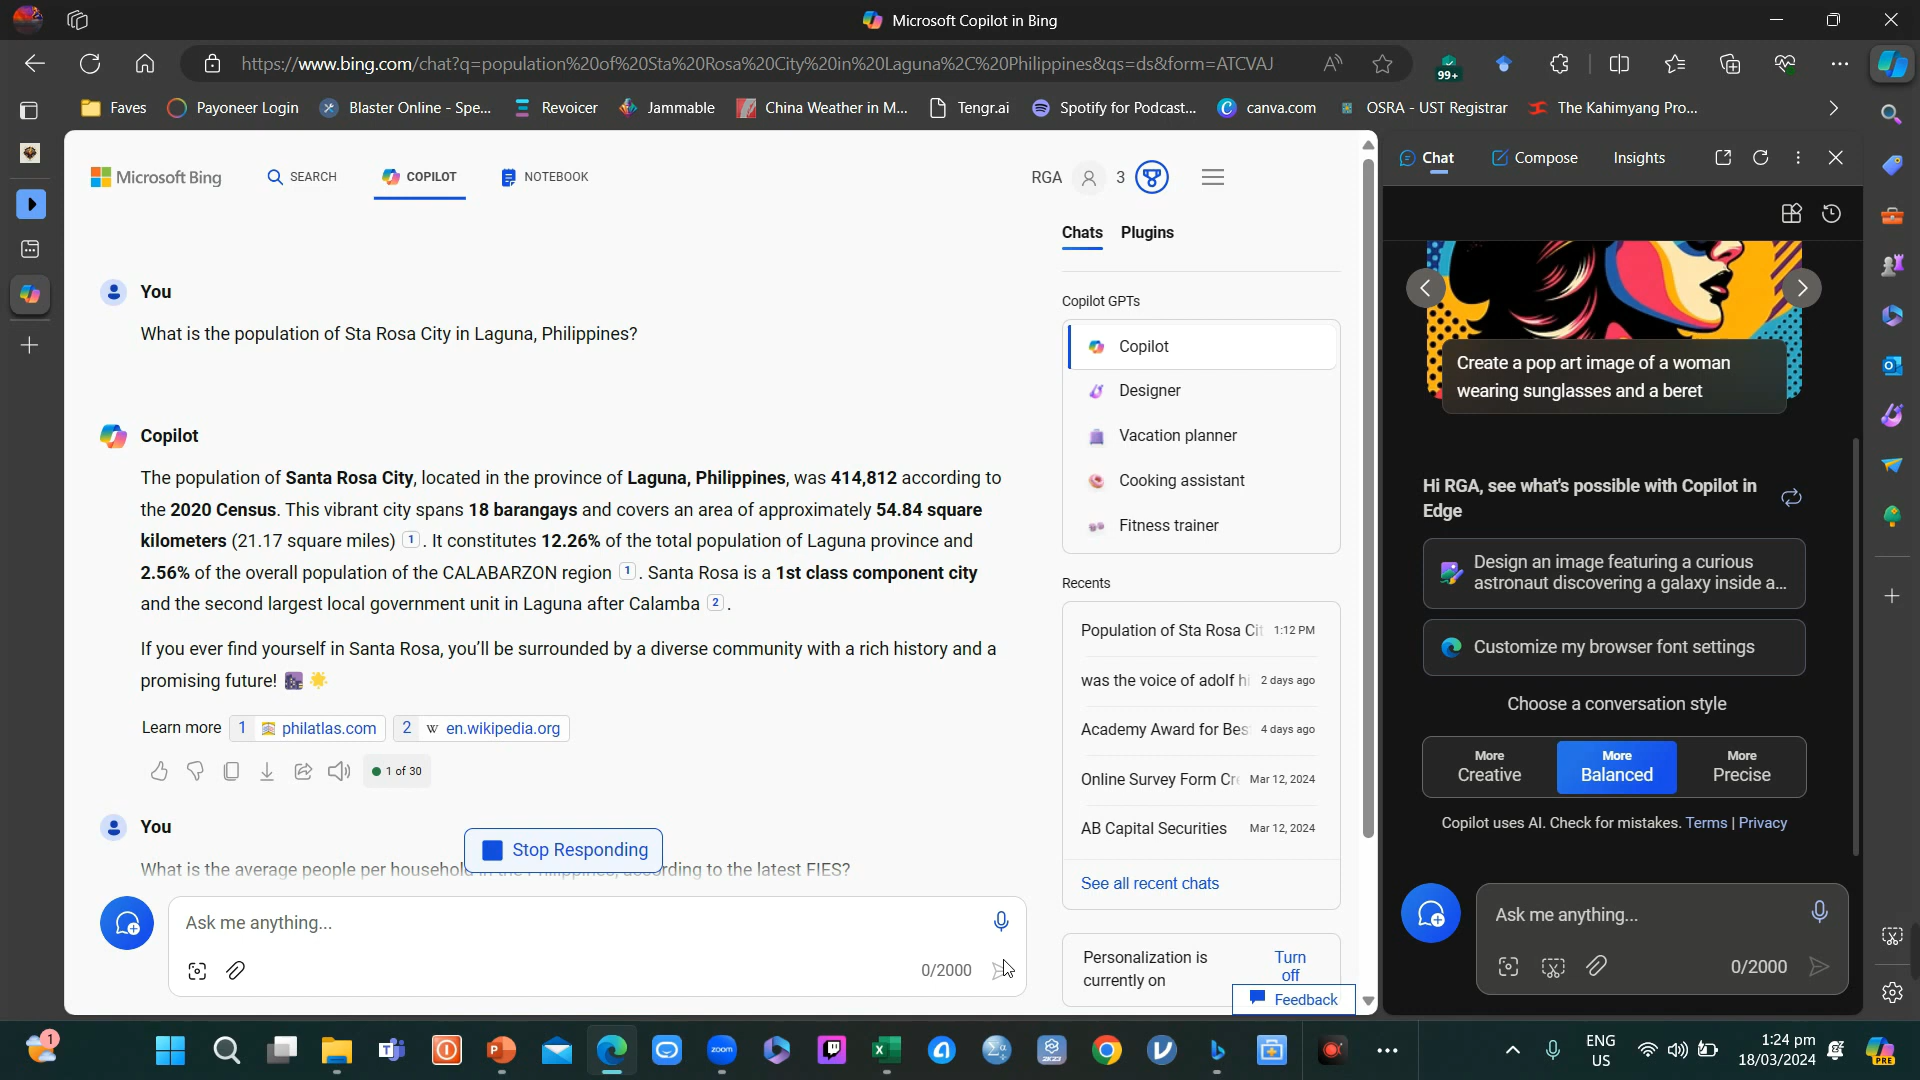 Microsoft Copilot in Bing
https://www.bing.com/chat?q=population%20of%20Sta%20Rosa%20City%20in%20Laguna%2C%20Philippines&qs=ds&form=ATCVAJ
99+
Faves
Payoneer Login
Blaster Online - Spe...
Revoicer
Jammable
China Weather in M...
Tengr.ai
Spotify for Podcast...
canva.com
OSRA - UST Registrar
The Kahimyang Pro...
Microsoft Bing
SEARCH
COPILOT
NOTEBOOK
RGA
3
You
What is the population of Sta Rosa City in Laguna, Philippines?
Copilot
The population of Santa Rosa City, located in the province of Laguna, Philippines, was 414,812 according to
the 2020 Census. This vibrant city spans 18 barangays and covers an area of approximately 54.84 square
kilometers (21.17 square miles) 1 . It constitutes 12.26% of the total population of Laguna province and
2.56% of the overall population of the CALABARZON region 1 . Santa Rosa is a 1st class component city
and the second largest local government unit in Laguna after Calamba 2 .
If you ever find yourself in Santa Rosa, you'll be surrounded by a diverse community with a rich history and a
promising future! 🌆🌟
Learn more 1 philatlas.com 2 W en.wikipedia.org
1 of 30
You
Stop Responding
What is the average people per household according to the latest FIES?
Ask me anything...
0/2000
Chats
Plugins
Copilot GPTs
Copilot
Designer
Vacation planner
Cooking assistant
Fitness trainer
Recents
Population of Sta Rosa Cit 1:12 PM
was the voice of adolf hi 2 days ago
Academy Award for Bes 4 days ago
Online Survey Form Cre Mar 12, 2024
AB Capital Securities Mar 12, 2024
See all recent chats
Personalization is
currently on
Turn
off
Feedback
Chat
Compose
Insights
Create a pop art image of a woman
wearing sunglasses and a beret
Hi RGA, see what's possible with Copilot in
Edge
Design an image featuring a curious
astronaut discovering a galaxy inside a...
Customize my browser font settings
Choose a conversation style
More
Creative
More
Balanced
More
Precise
Copilot uses AI. Check for mistakes. Terms | Privacy
Ask me anything...
0/2000
1
zoom
2K23
ENG
US
1:24 pm
18/03/2024
PRE